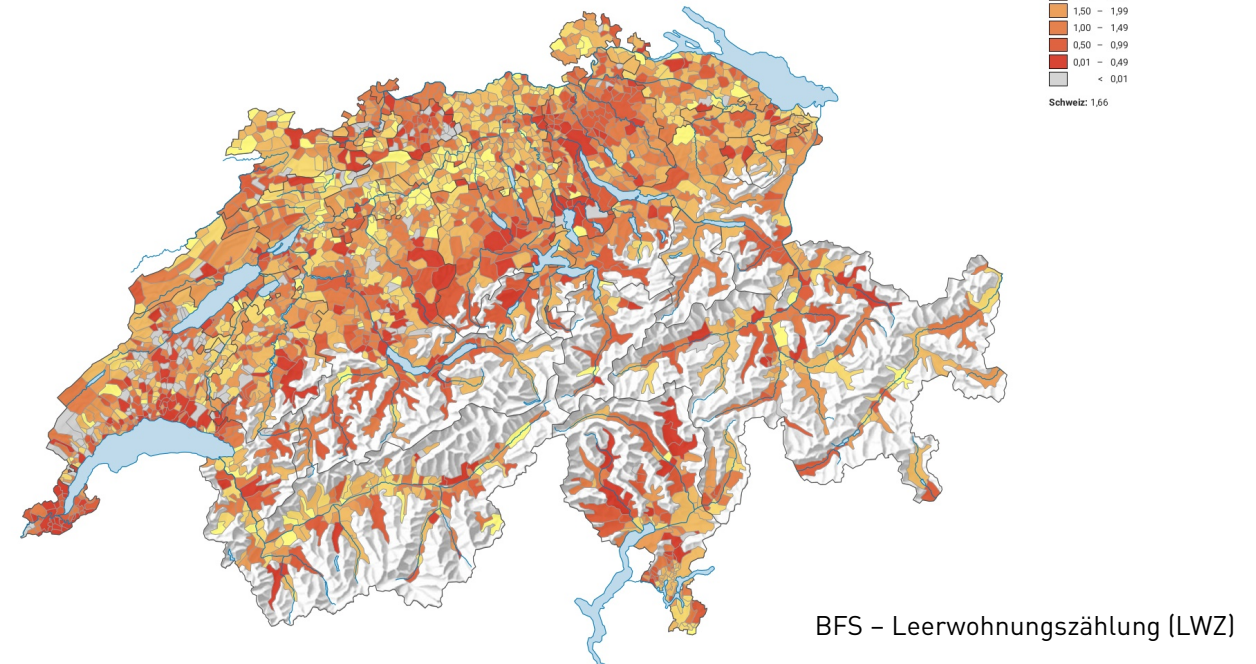 1,50 – 1,99
1,00 – 1,49
0,50 – 0,99
0,01 – 0,49
< 0,01
Schweiz: 1,66
BFS – Leerwohnungszählung (LWZ)